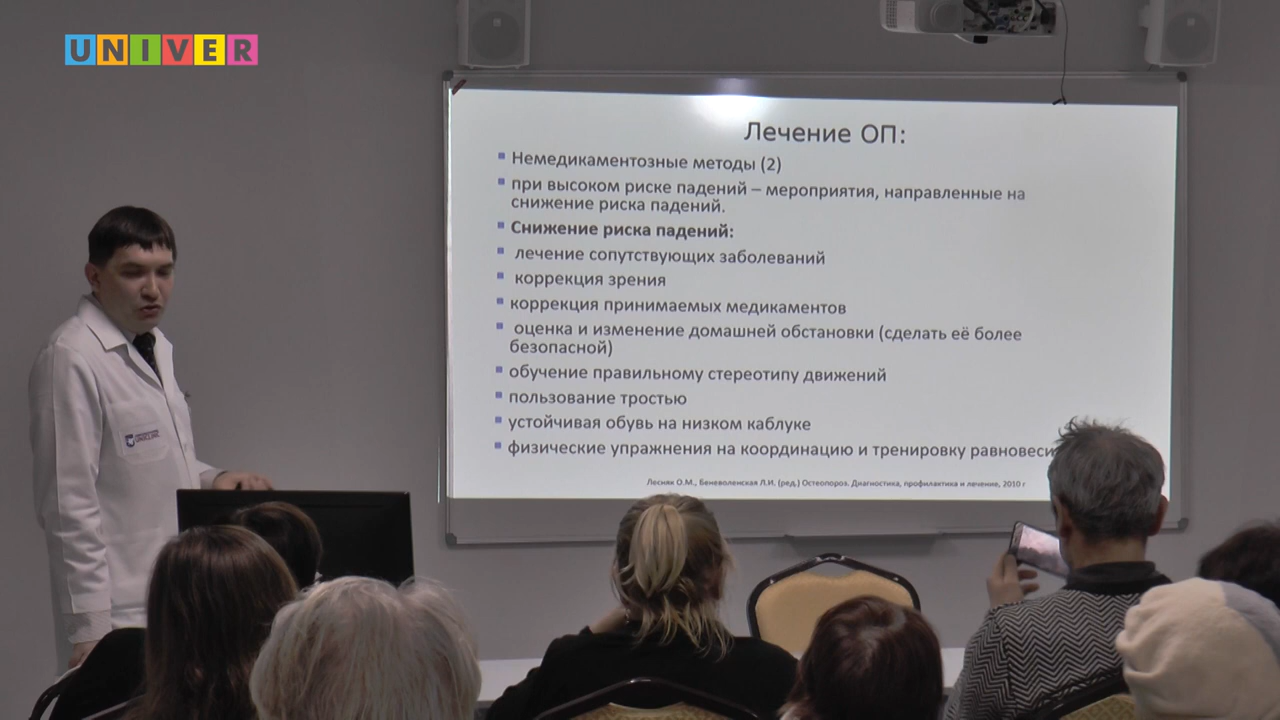 UNIVER
Лечение ОП:
Немедикаментозные методы (2)
при высоком риске падений – мероприятия, направленные на
снижение риска падений.
Снижение риска падений:
лечение сопутствующих заболеваний
коррекция зрения
коррекция принимаемых медикаментов
оценка и изменение домашней обстановки (сделать её более
безопасной)
обучение правильному стереотипу движений
пользование тростью
устойчивая обувь на низком каблуке
физические упражнения на координацию и тренировку равновеси
Лесняк О.М., Беневоленская Л.И. (ред.) Остеопороз. Диагностика, профилактика и лечение, 2010 г